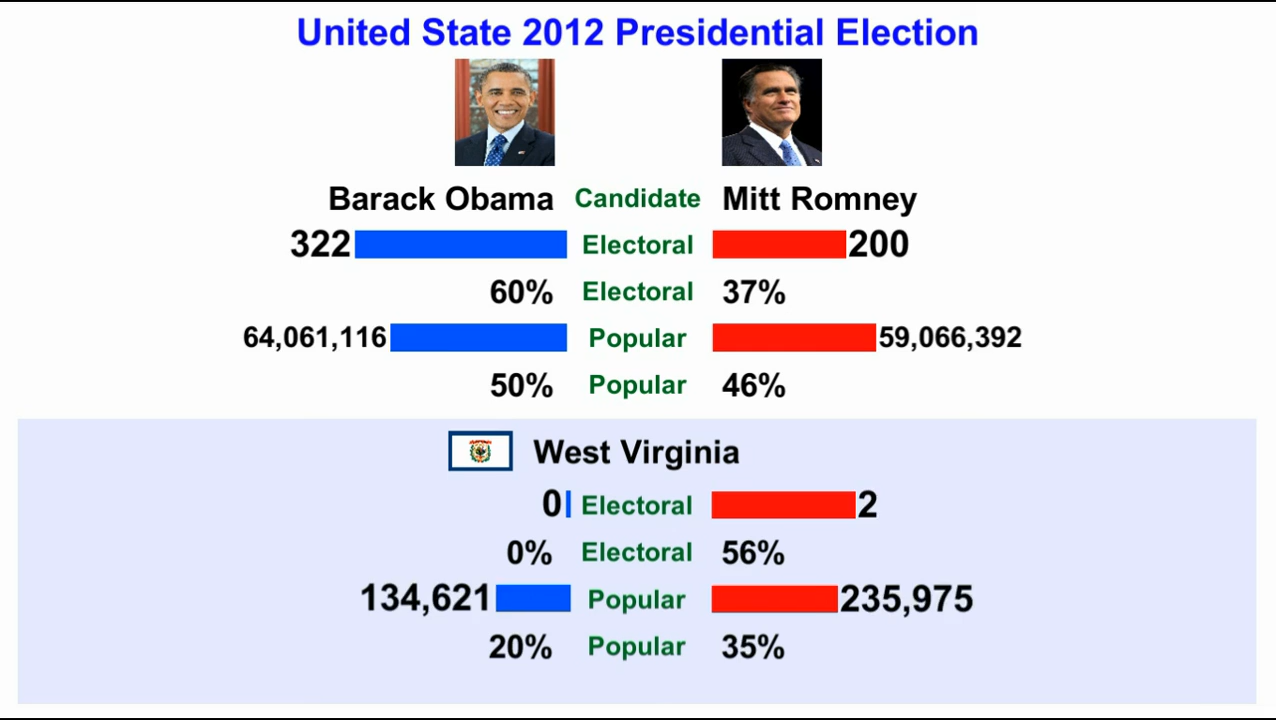 United State 2012 Presidential Election
Barack Obama Candidate Mitt Romney
322 Electoral 200
60% Electoral 37%
64,061,116 Popular 59,066,392
50% Popular 46%
West Virginia
0 Electoral 2
0% Electoral 56%
134,621 Popular 235,975
20% Popular 35%